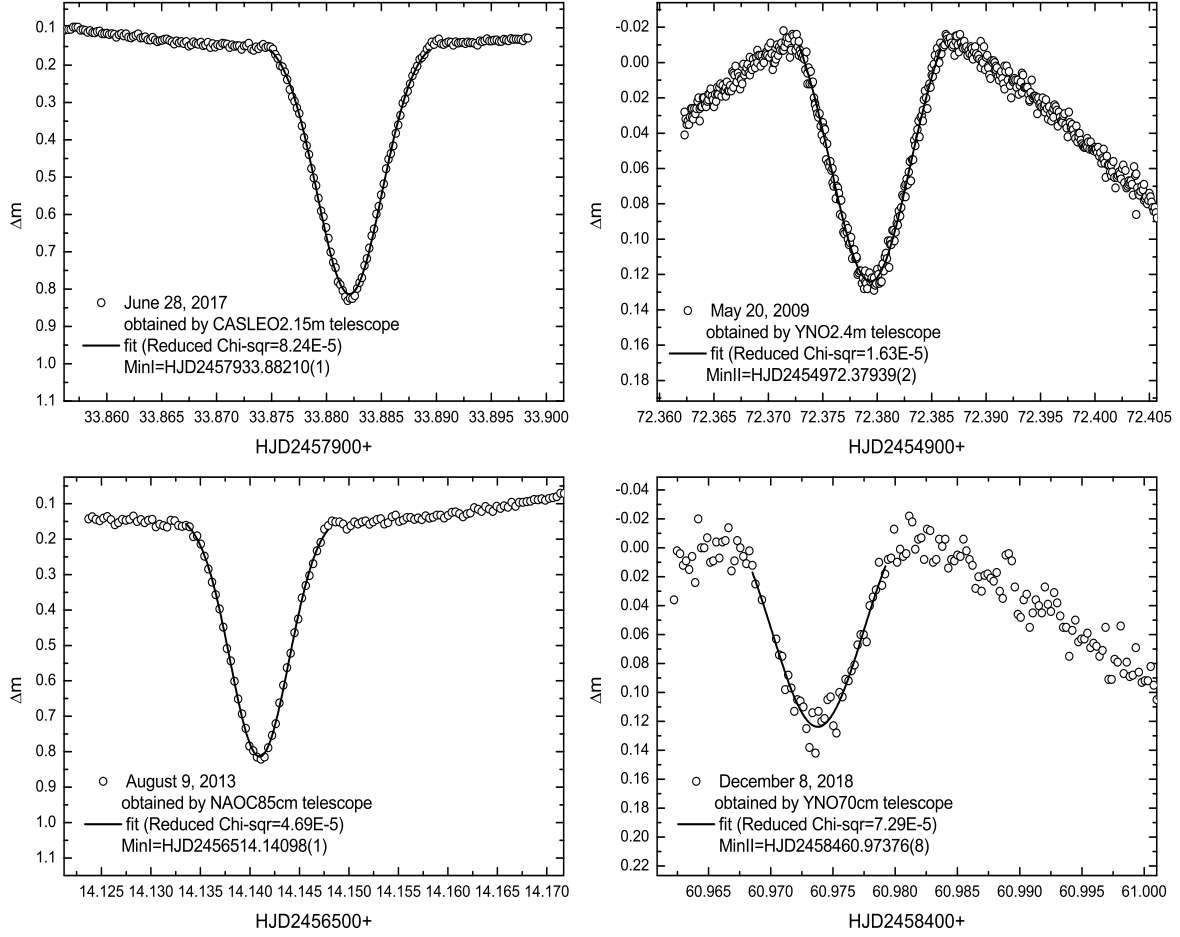 0.1
0.2
0.3
0.4
0.5
0.6
0.7
0.8
0.9
1.0
1.1
Δm
June 28, 2017
obtained by CASLEO2.15m telescope
fit (Reduced Chi-sqr=8.24E-5)
MinI=HJD2457933.88210(1)
33.860 33.865 33.870 33.875 33.880 33.885 33.890 33.895 33.900
HJD2457900+
-0.02
0.00
0.02
0.04
0.06
0.08
0.10
0.12
0.14
0.16
0.18
Δm
May 20, 2009
obtained by YNO2.4m telescope
fit (Reduced Chi-sqr=1.63E-5)
MinII=HJD2454972.37939(2)
72.360 72.365 72.370 72.375 72.380 72.385 72.390 72.395 72.400 72.405
HJD2454900+
0.1
0.2
0.3
0.4
0.5
0.6
0.7
0.8
0.9
1.0
1.1
Δm
August 9, 2013
obtained by NAOC85cm telescope
fit (Reduced Chi-sqr=4.69E-5)
MinI=HJD2456514.14098(1)
14.125 14.130 14.135 14.140 14.145 14.150 14.155 14.160 14.165 14.170
HJD2456500+
-0.04
-0.02
0.00
0.02
0.04
0.06
0.08
0.10
0.12
0.14
0.16
0.18
0.20
0.22
Δm
December 8, 2018
obtained by YNO70cm telescope
fit (Reduced Chi-sqr=7.29E-5)
MinII=HJD2458460.97376(8)
60.965 60.970 60.975 60.980 60.985 60.990 60.995 61.000
HJD2458400+